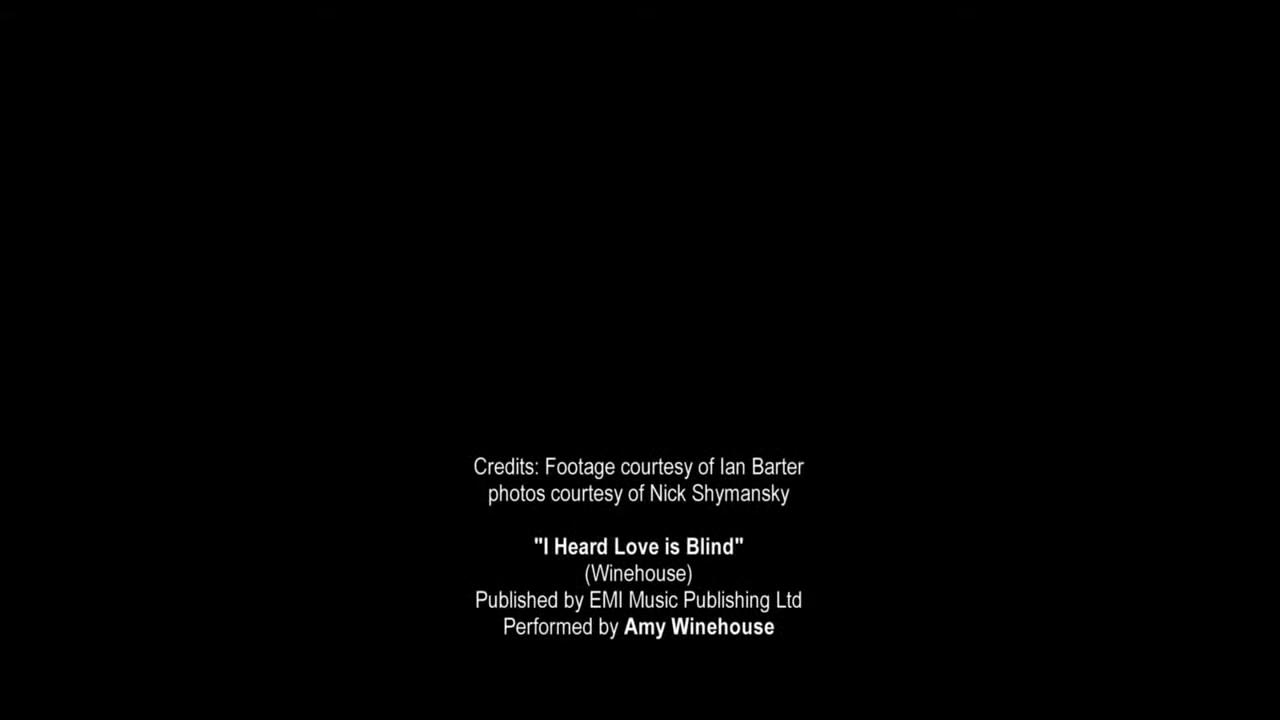 Credits: Footage courtesy of Ian Barter
photos courtesy of Nick Shymansky
"I Heard Love is Blind"
(Winehouse)
Published by EMI Music Publishing Ltd
Performed by Amy Winehouse